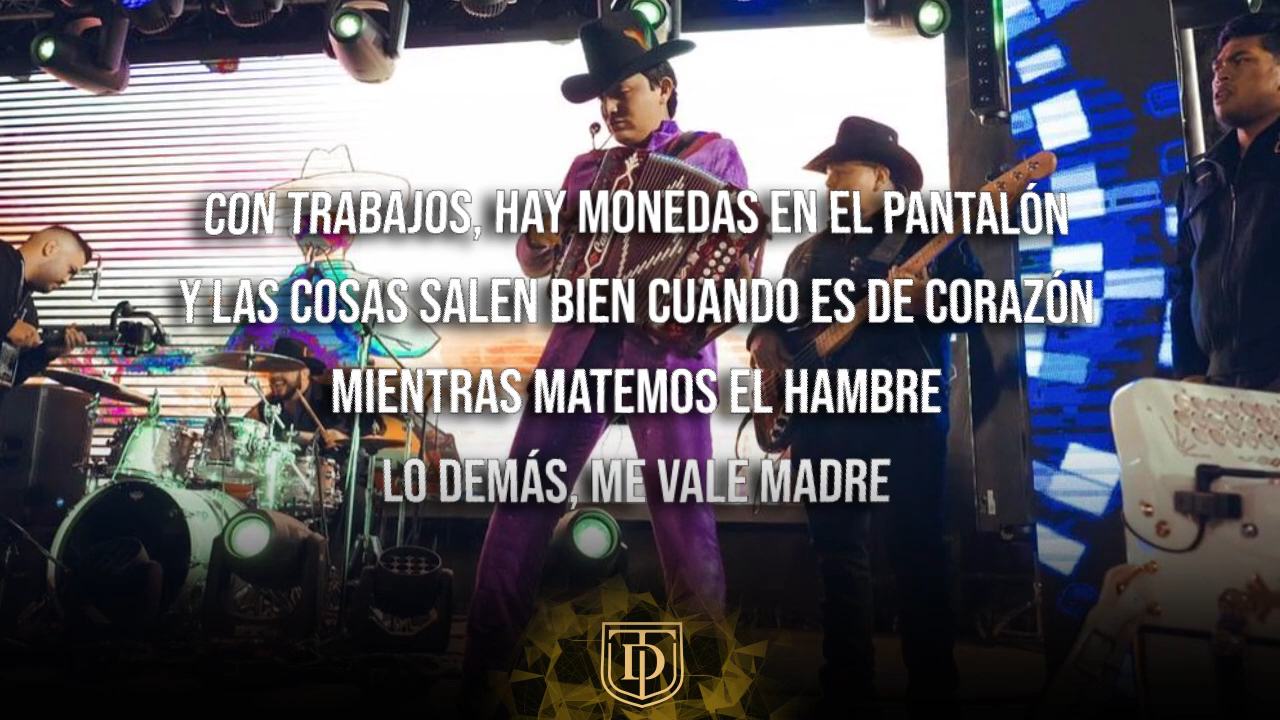 CON TRABAJOS, HAY MONEDAS EN EL PANTALÓN
Y LAS COSAS SALEN BIEN CUANDO ES DE CORAZÓN
MIENTRAS MATEMOS EL HAMBRE
LO DEMÁS, ME VALE MADRE